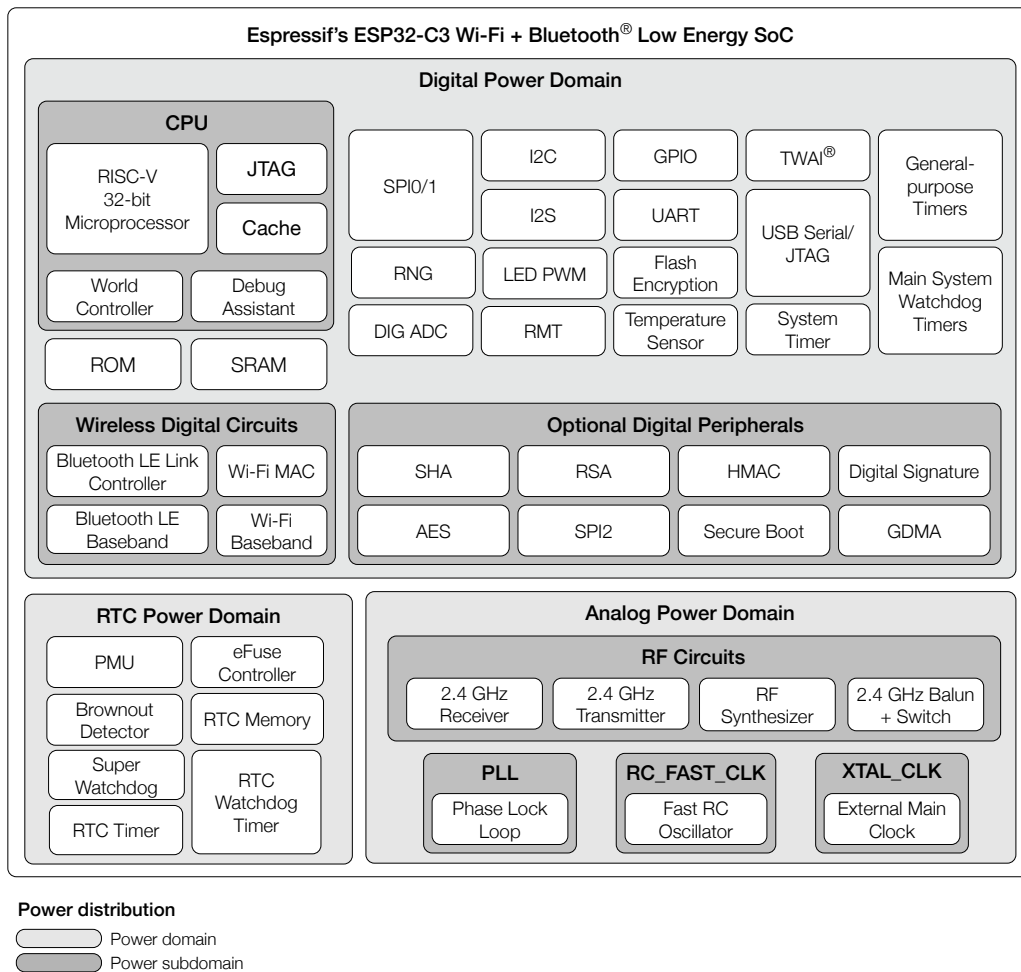 Espressif's ESP32-C3 Wi-Fi + Bluetooth® Low Energy SoC
Digital Power Domain
CPU
RISC-V
32-bit
Microprocessor
JTAG
Cache
World
Controller
Debug
Assistant
ROM
SRAM
SPI0/1
I2C
GPIO
TWAI®
General-
purpose
Timers
I2S
UART
USB Serial/
JTAG
RNG
LED PWM
Flash
Encryption
Main System
Watchdog
Timers
DIG ADC
RMT
Temperature
Sensor
System
Timer
Wireless Digital Circuits
Bluetooth LE Link
Controller
Wi-Fi MAC
Bluetooth LE
Baseband
Wi-Fi
Baseband
Optional Digital Peripherals
SHA
RSA
HMAC
Digital Signature
AES
SPI2
Secure Boot
GDMA
RTC Power Domain
PMU
eFuse
Controller
Brownout
Detector
RTC Memory
Super
Watchdog
RTC
Watchdog
Timer
RTC Timer
Analog Power Domain
RF Circuits
2.4 GHz
Receiver
2.4 GHz
Transmitter
RF
Synthesizer
2.4 GHz Balun
+ Switch
PLL
Phase Lock
Loop
RC_FAST_CLK
Fast RC
Oscillator
XTAL_CLK
External Main
Clock
Power distribution
Power domain
Power subdomain